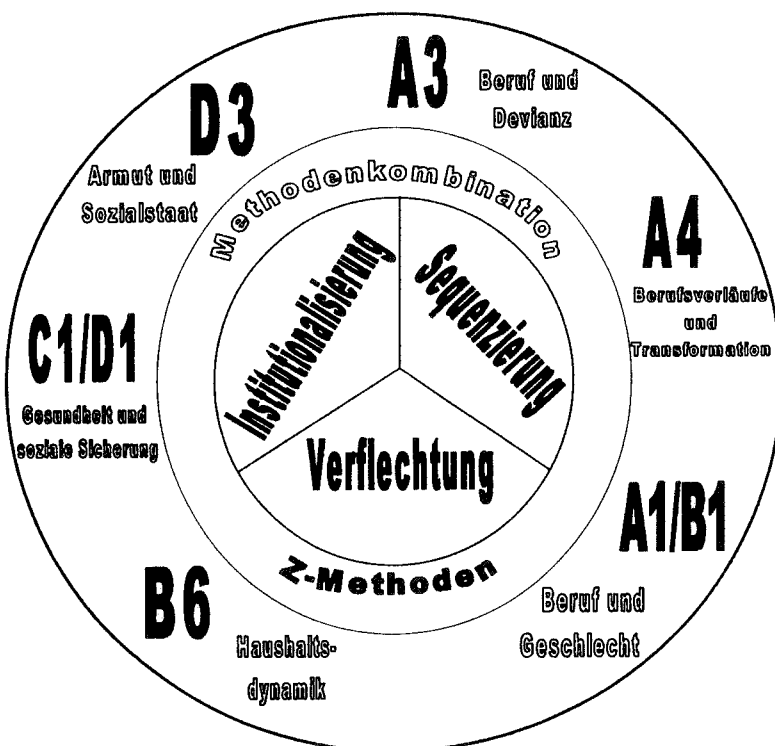 A3
Beruf und
Devianz
A4
Berufsverläufe
und
Transformation
A1/B1
Beruf und
Geschlecht
B6
Haushalts-
dynamik
C1/D1
Gesundheit und
soziale Sicherung
D3
Armut und
Sozialstaat
Methodenkombination
Z-Methoden
Institutionalisierung
Sequenzierung
Verflechtung